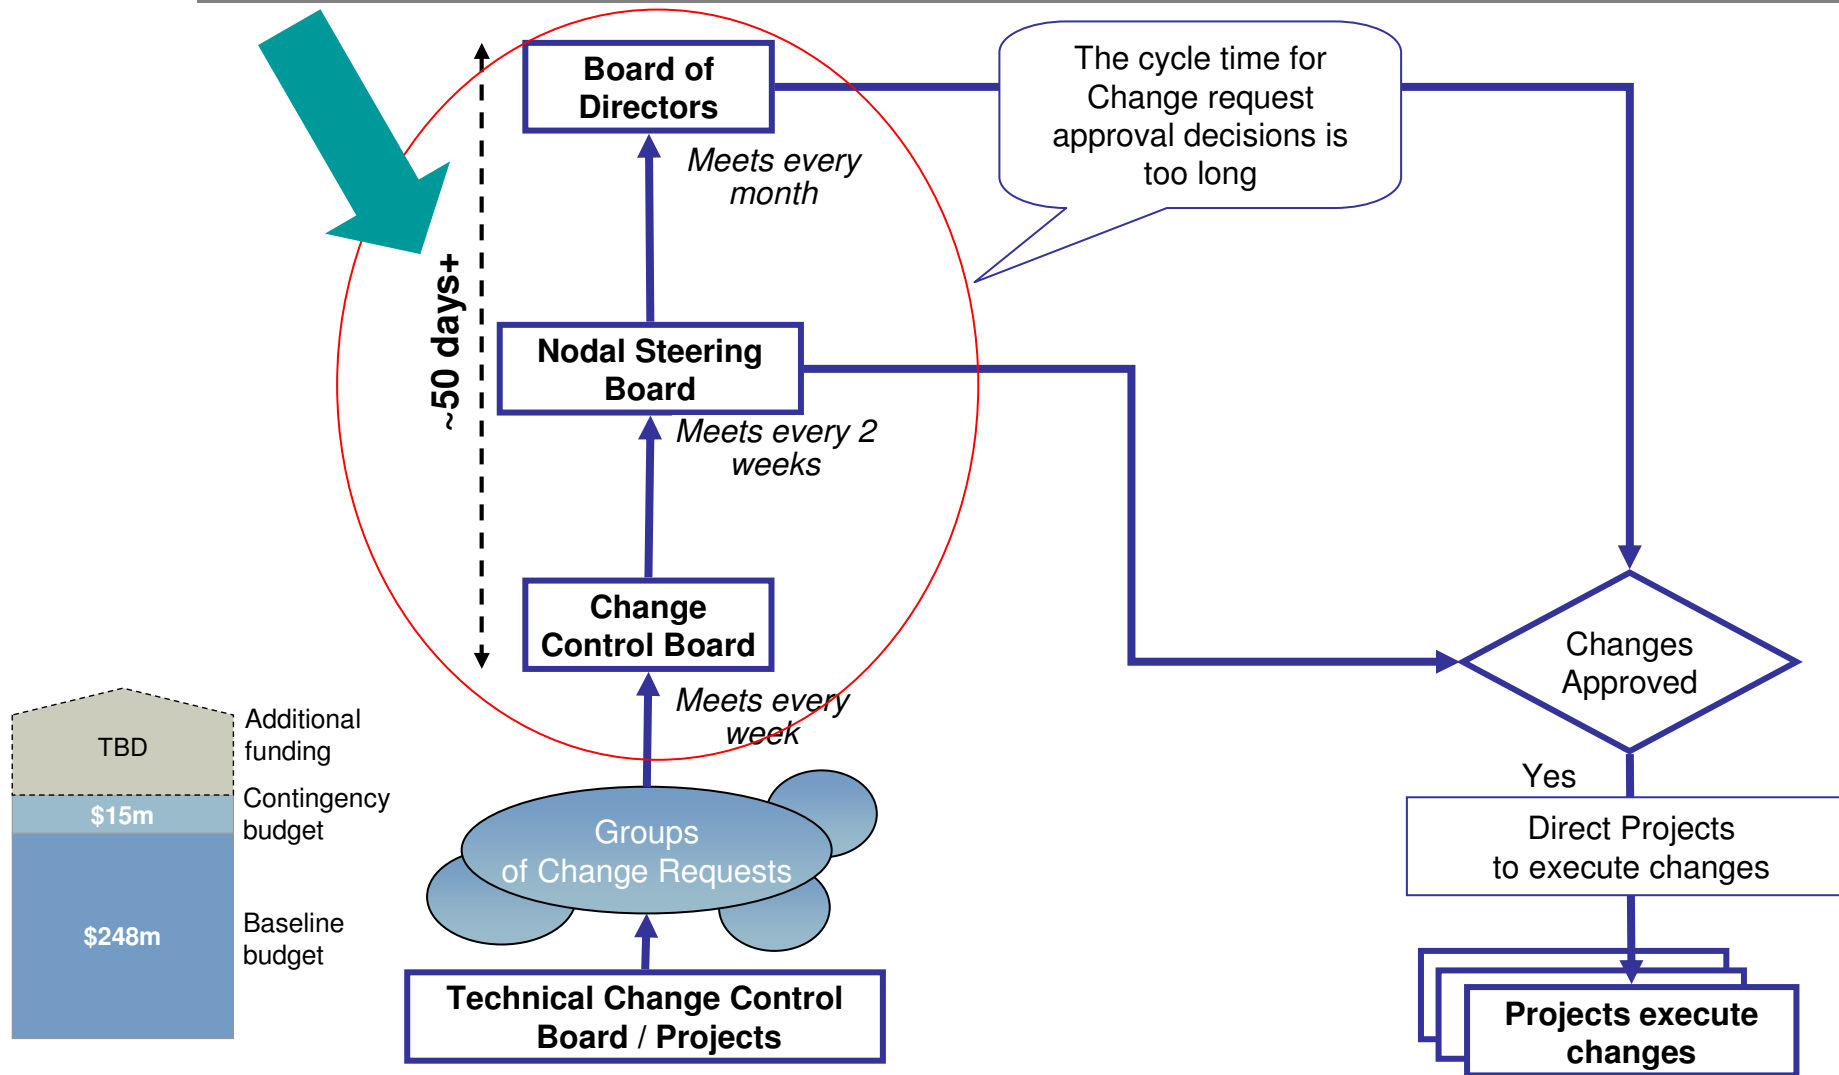 Board of
Directors
Meets every
month
The cycle time for
Change request
approval decisions is
too long
~50 days+
Nodal Steering
Board
Meets every 2
weeks
Change
Control Board
Meets every
week
Changes
Approved
Yes
Direct Projects
to execute changes
Projects execute
changes
TBD
Additional
funding
$15m
Contingency
budget
$248m
Baseline
budget
Groups
of Change Requests
Technical Change Control
Board / Projects